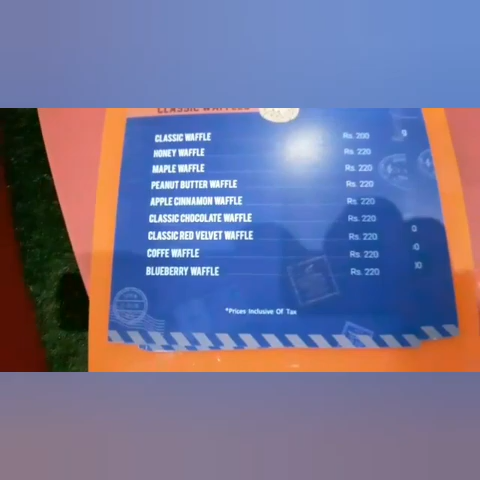 CLASSIC WAFFLES
CLASSIC WAFFLE Rs. 200
HONEY WAFFLE Rs. 220
MAPLE WAFFLE Rs. 220
PEANUT BUTTER WAFFLE Rs. 220
APPLE CINNAMON WAFFLE Rs. 220
CLASSIC CHOCOLATE WAFFLE Rs. 220
CLASSIC RED VELVET WAFFLE Rs. 220
COFFE WAFFLE Rs. 220
BLUEBERRY WAFFLE Rs. 220
*Prices Inclusive Of Tax